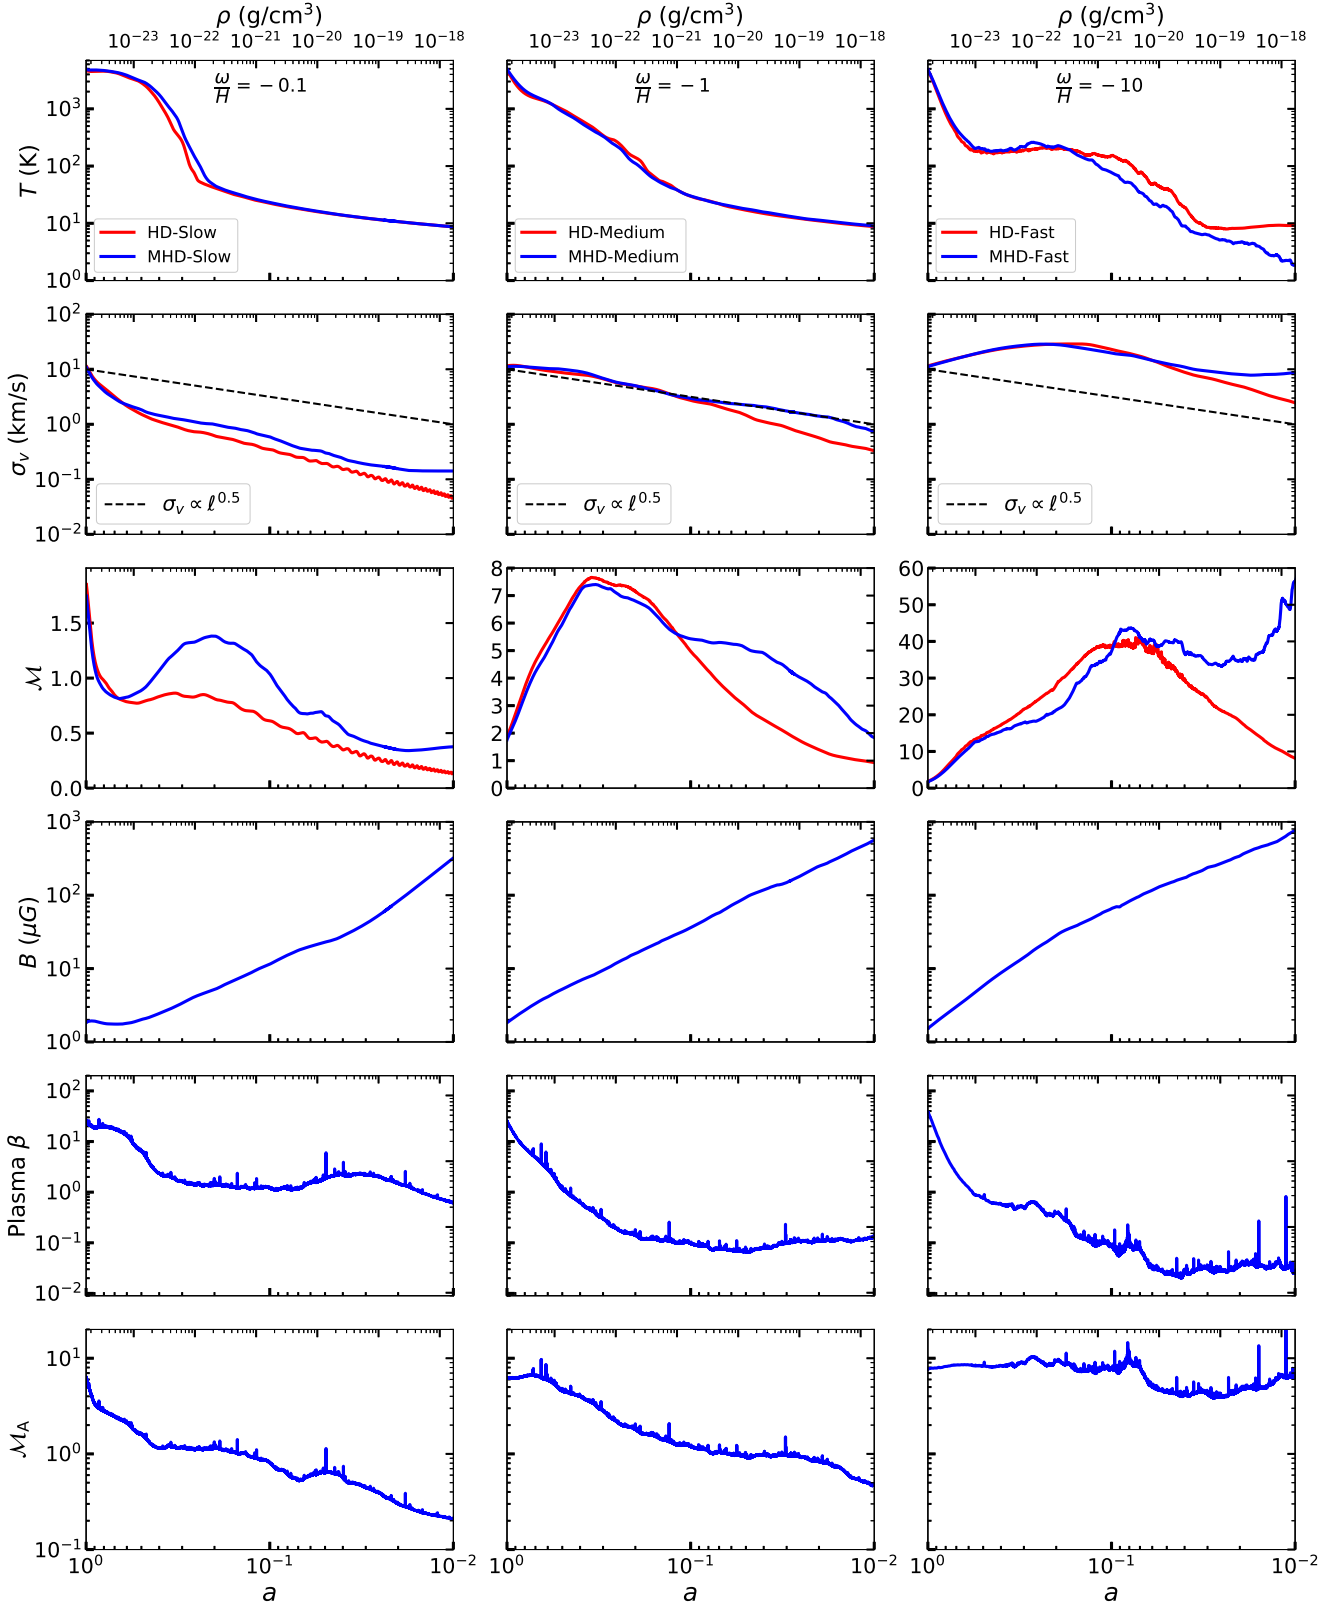 ρ (g/cm³) ρ (g/cm³) ρ (g/cm³)
10⁻²³ 10⁻²² 10⁻²¹ 10⁻²⁰ 10⁻¹⁹ 10⁻¹⁸ 10⁻²³ 10⁻²² 10⁻²¹ 10⁻²⁰ 10⁻¹⁹ 10⁻¹⁸ 10⁻²³ 10⁻²² 10⁻²¹ 10⁻²⁰ 10⁻¹⁹ 10⁻¹⁸
ω/H = −0.1 ω/H = −1 ω/H = −10
10³
10²
10¹
10⁰
T (K)
HD-Slow
MHD-Slow
HD-Medium
MHD-Medium
HD-Fast
MHD-Fast
10²
10¹
10⁰
10⁻¹
10⁻²
σᵥ (km/s)
σᵥ ∝ ℓ⁰·⁵ σᵥ ∝ ℓ⁰·⁵ σᵥ ∝ ℓ⁰·⁵
1.5
1.0
0.5
0.0
ℳ
8
7
6
5
4
3
2
1
0
60
50
40
30
20
10
0
10³
10²
10¹
10⁰
B (μG)
10²
10¹
10⁰
10⁻¹
10⁻²
Plasma β
10¹
10⁰
10⁻¹
ℳ_A
10⁰ 10⁻¹ 10⁻² 10⁰ 10⁻¹ 10⁻² 10⁰ 10⁻¹ 10⁻²
a a a